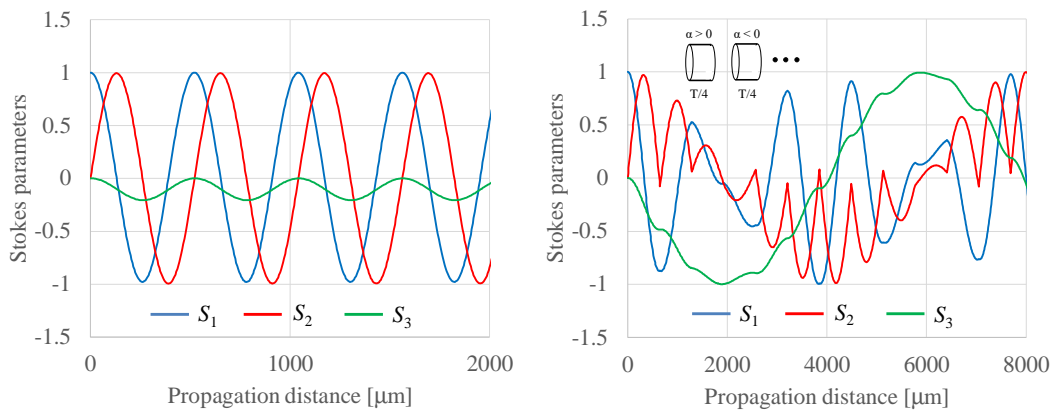 1.5
1
0.5
0
-0.5
-1
-1.5
Stokes parameters
S1 S2 S3
0 1000 2000
Propagation distance [μm]
1.5
1
0.5
0
-0.5
-1
-1.5
Stokes parameters
α > 0 α < 0
T/4 T/4
S1 S2 S3
0 2000 4000 6000 8000
Propagation distance [μm]